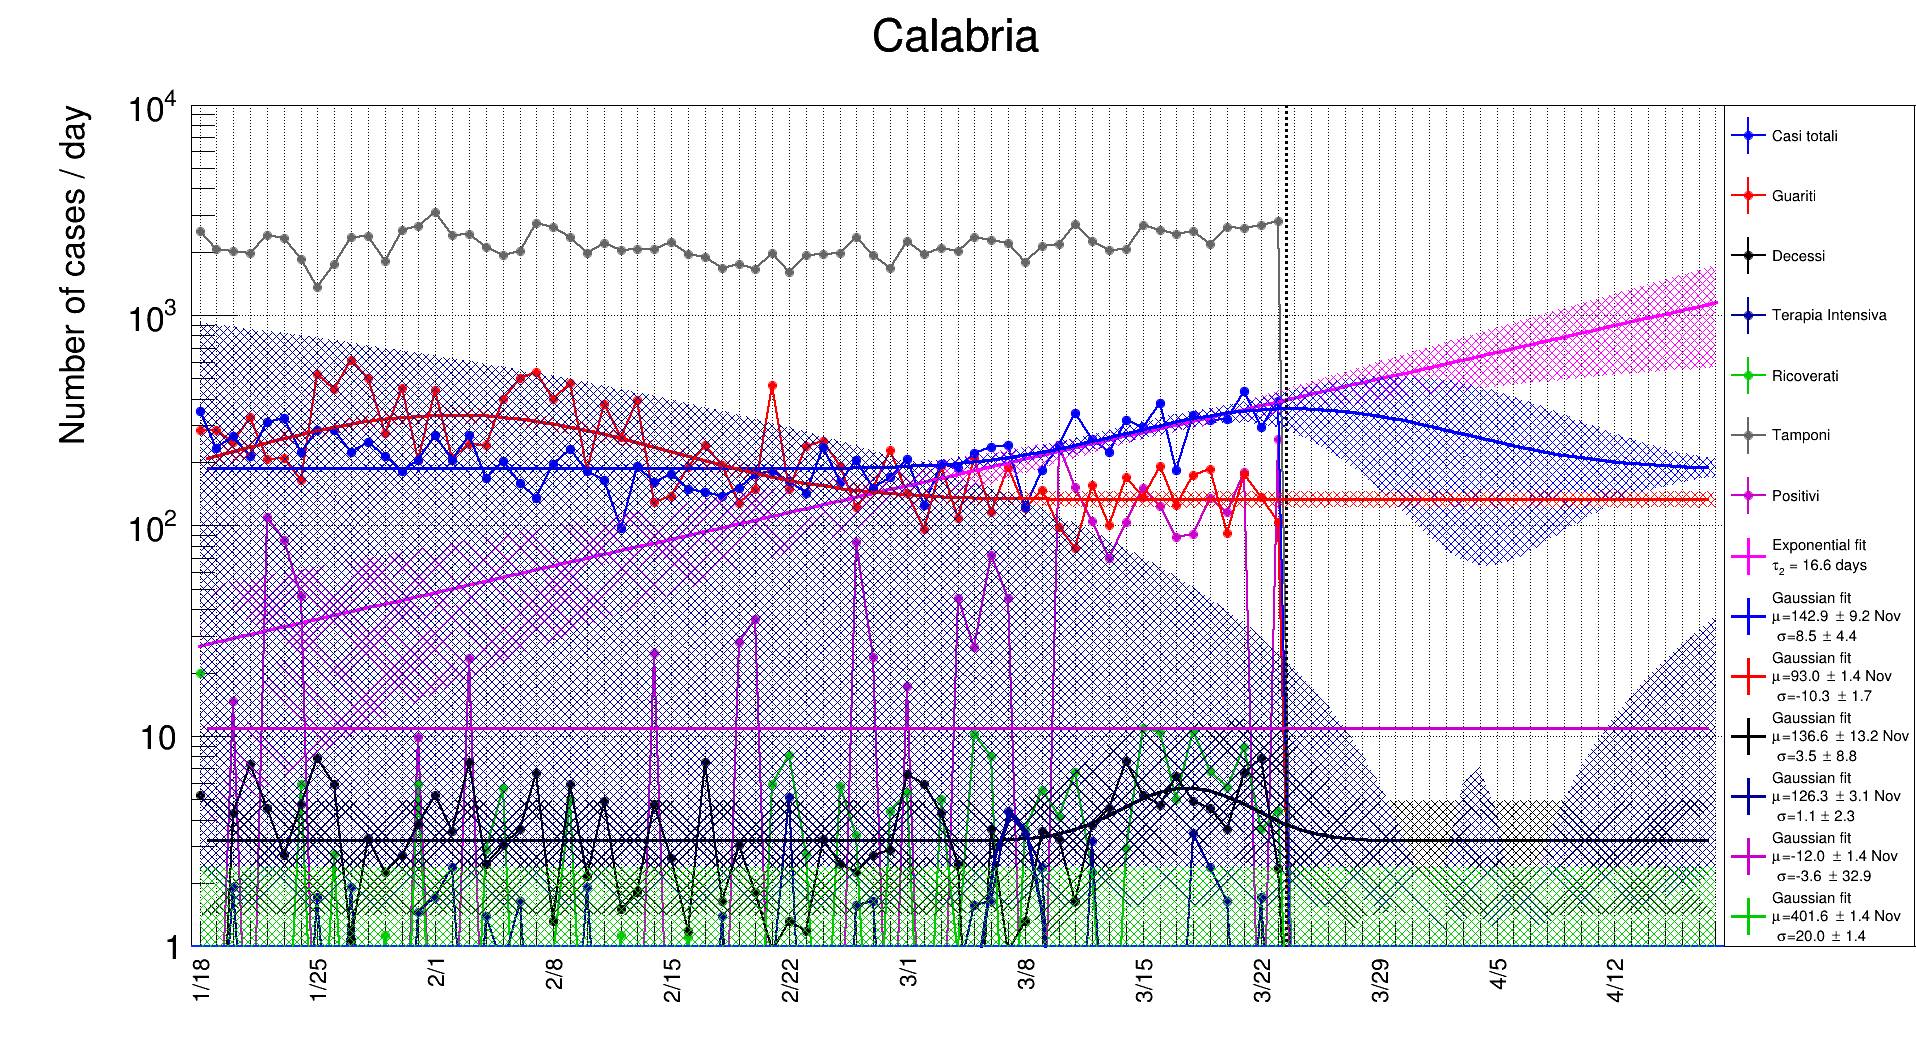 Calabria
Number of cases / day
10⁴
10³
10²
10
1
1/18
1/25
2/1
2/8
2/15
2/22
3/1
3/8
3/15
3/22
3/29
4/5
4/12
Casi totali
Guariti
Decessi
Terapia Intensiva
Ricoverati
Tamponi
Positivi
Exponential fit
τ₂ = 16.6 days
Gaussian fit
μ=142.9 ± 9.2 Nov
σ=8.5 ± 4.4
Gaussian fit
μ=93.0 ± 1.4 Nov
σ=-10.3 ± 1.7
Gaussian fit
μ=136.6 ± 13.2 Nov
σ=3.5 ± 8.8
Gaussian fit
μ=126.3 ± 3.1 Nov
σ=1.1 ± 2.3
Gaussian fit
μ=-12.0 ± 1.4 Nov
σ=-3.6 ± 32.9
Gaussian fit
μ=401.6 ± 1.4 Nov
σ=20.0 ± 1.4